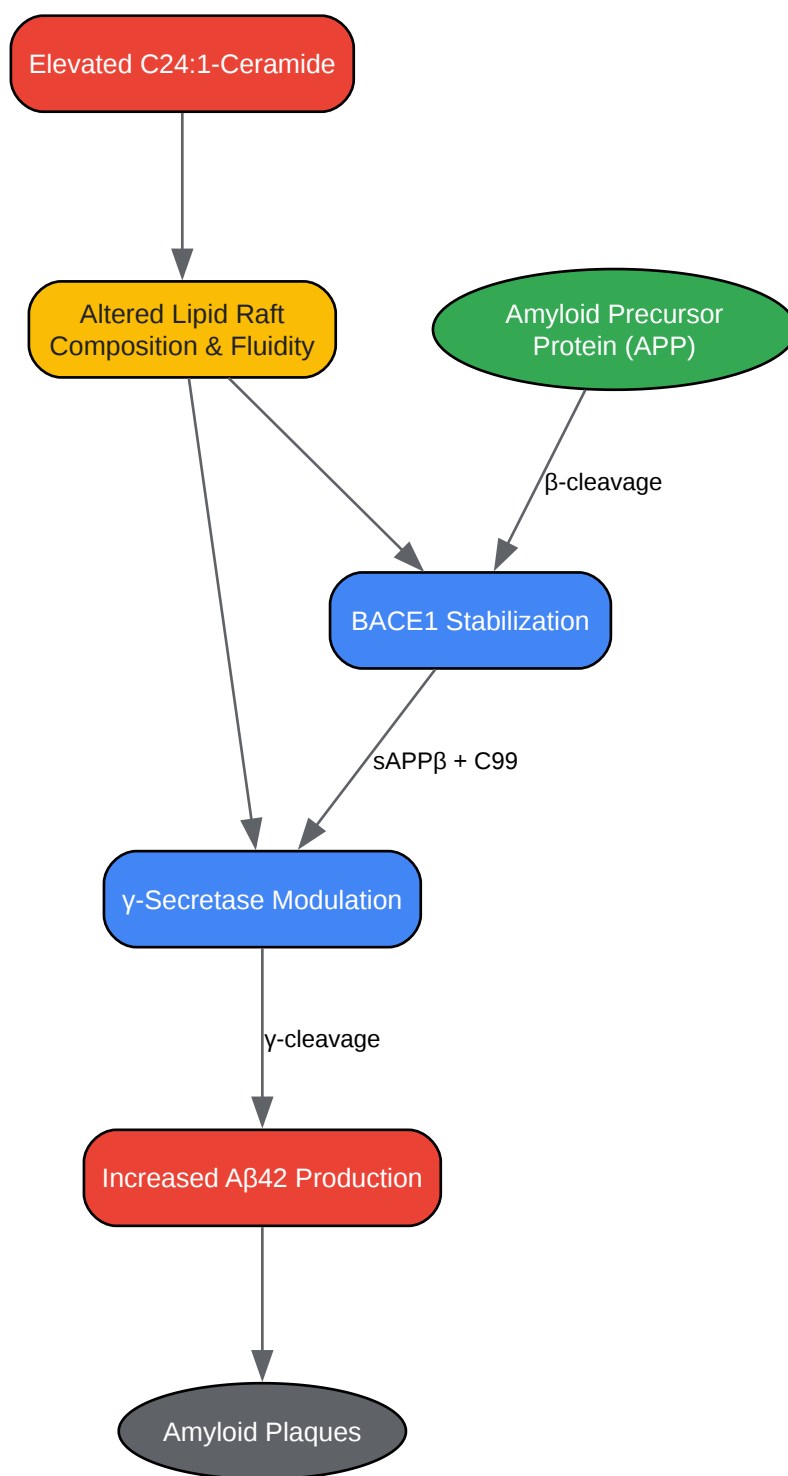 Elevated C24:1-Ceramide
Altered Lipid Raft
Composition & Fluidity
Amyloid Precursor
Protein (APP)
β-cleavage
BACE1 Stabilization
sAPPβ + C99
γ-Secretase Modulation
γ-cleavage
Increased Aβ42 Production
Amyloid Plaques